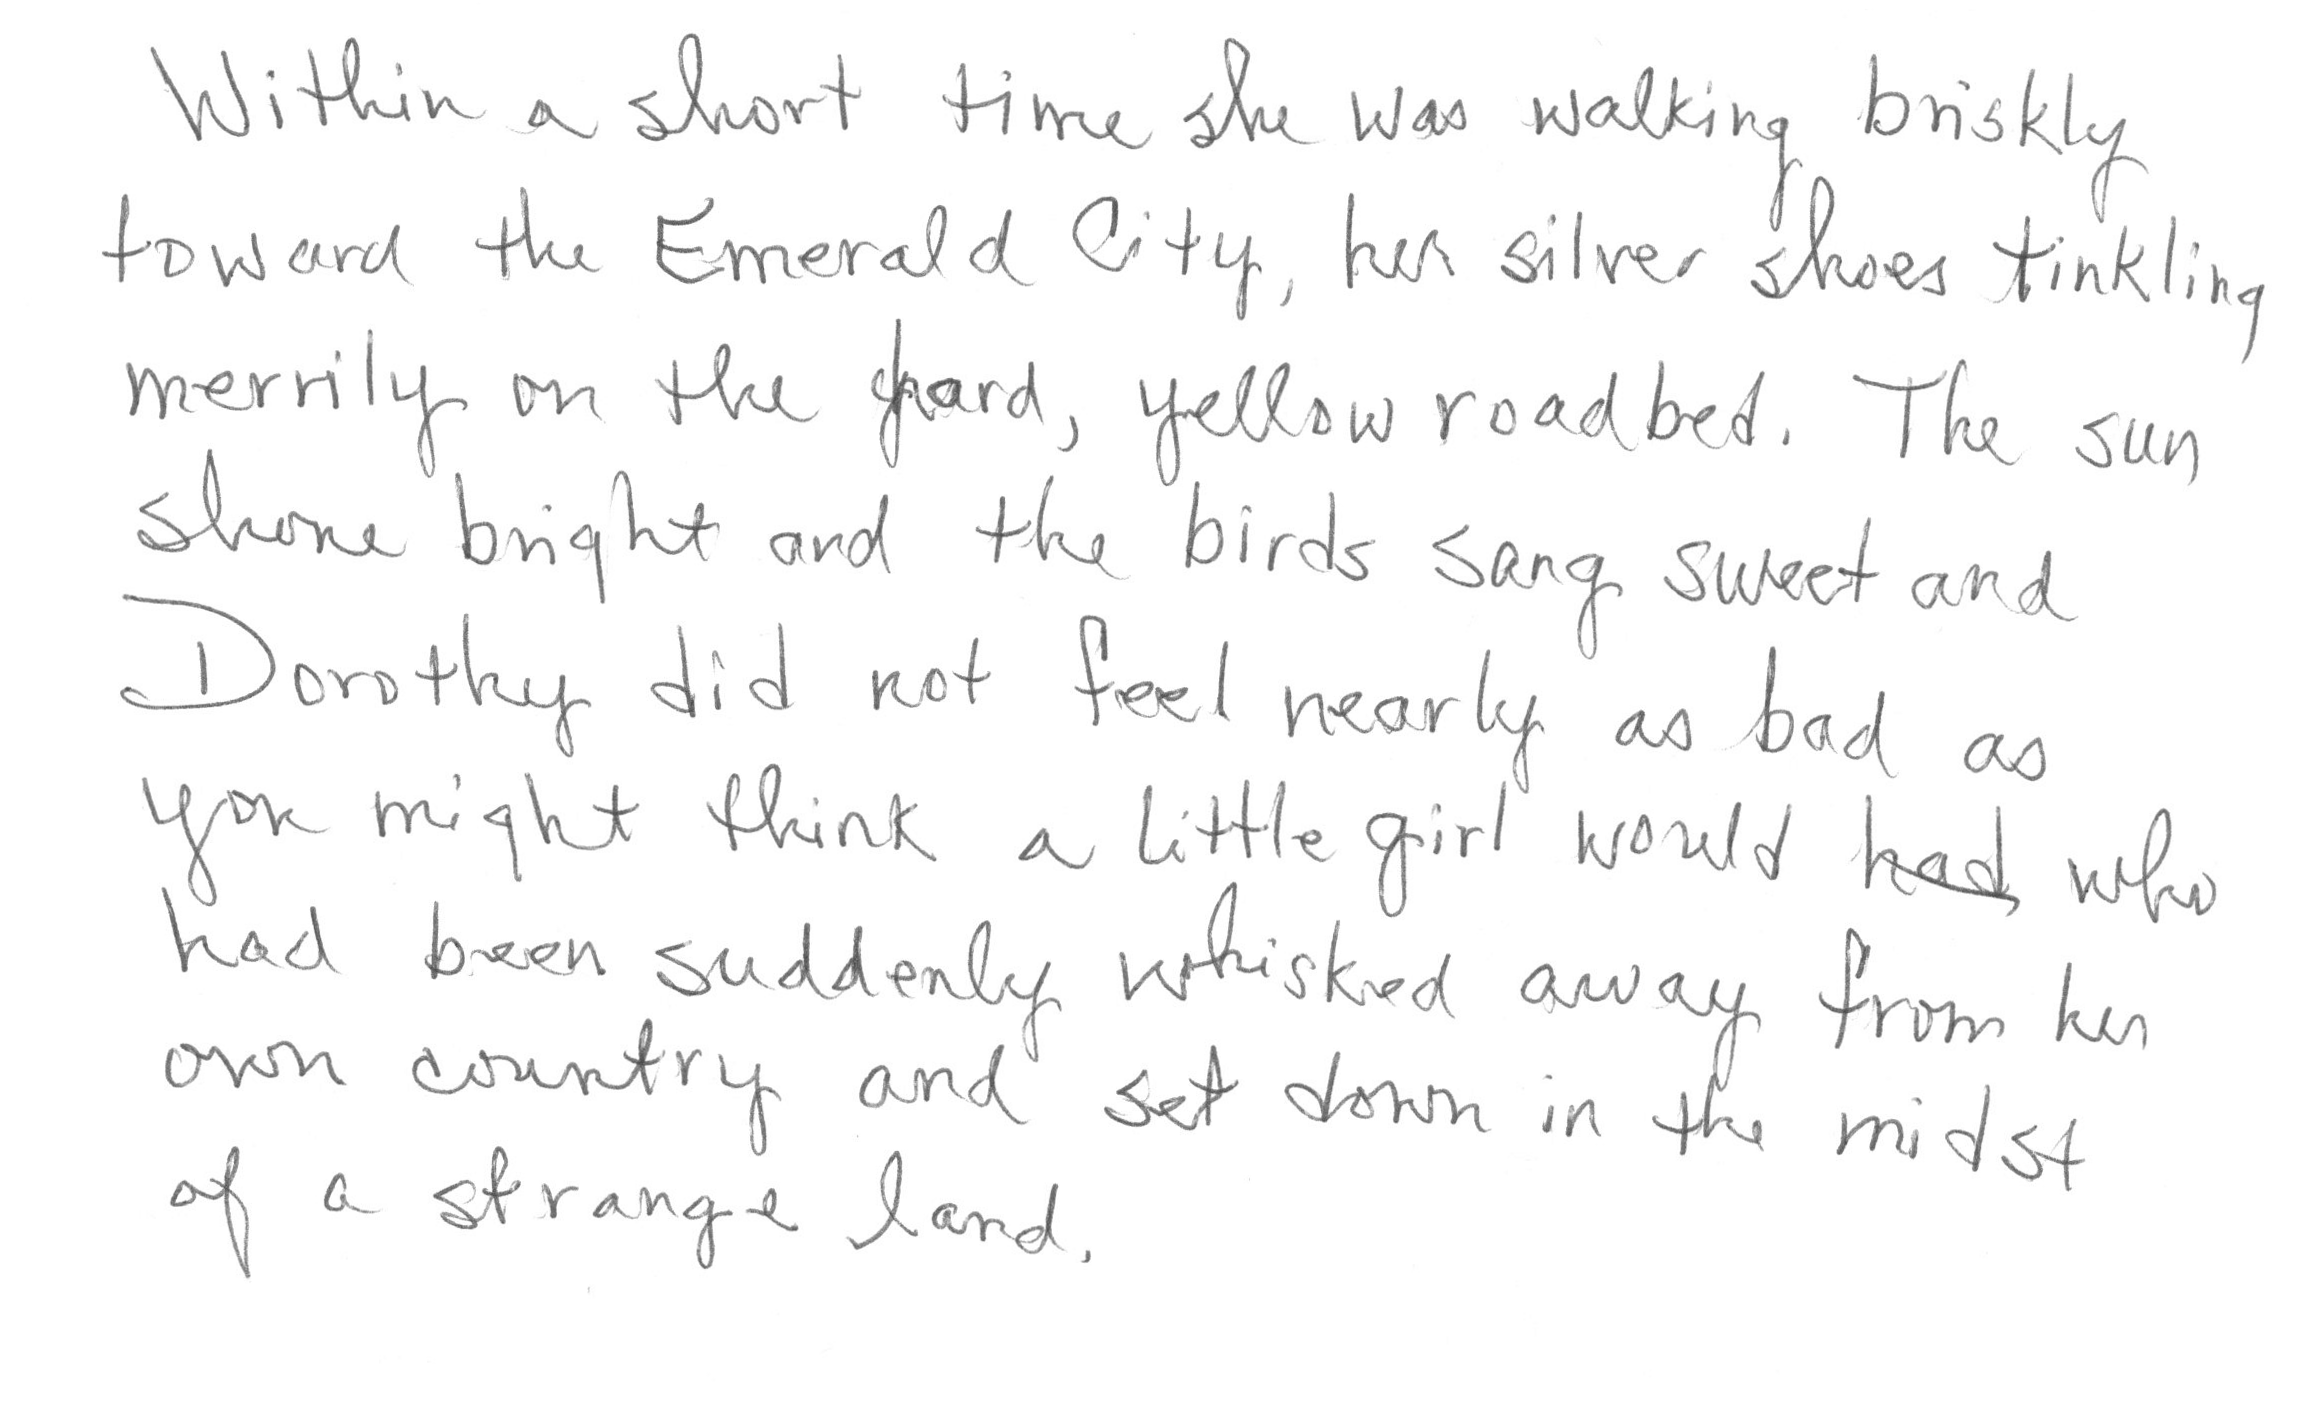 Within a short time she was walking briskly
toward the Emerald City, her silver shoes tinkling
merrily on the hard, yellow roadbed. The sun
shone bright and the birds sang sweet and
Dorothy did not feel nearly as bad as
you might think a little girl would had who
had been suddenly whisked away from her
own country and set down in the midst
of a strange land.